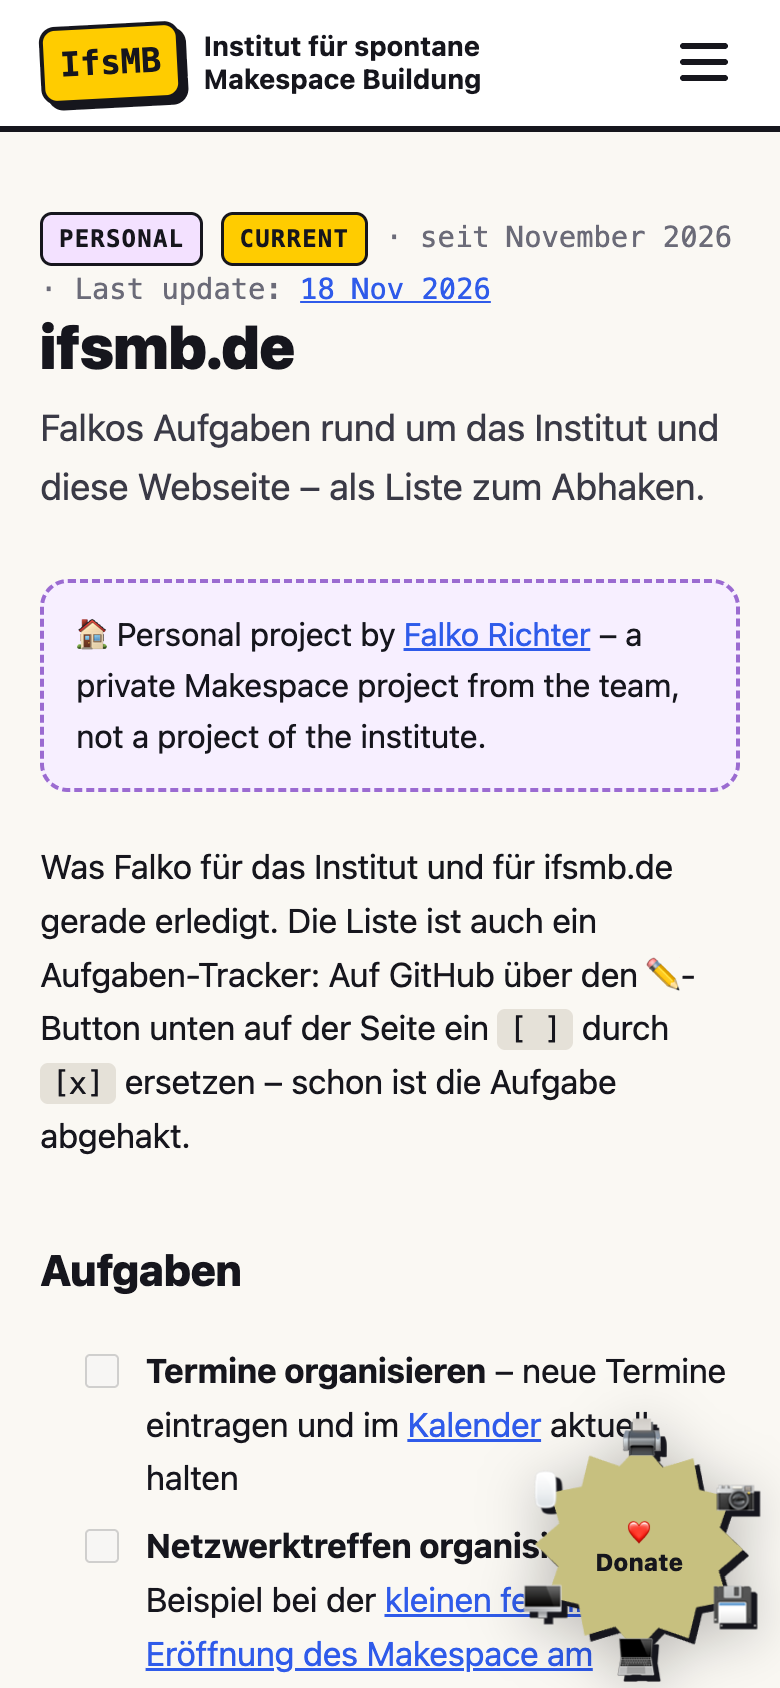 IfsMB
Institut für spontane
Makespace Buildung
PERSONAL CURRENT · seit November 2026
· Last update: 18 Nov 2026
ifsmb.de
Falkos Aufgaben rund um das Institut und
diese Webseite – als Liste zum Abhaken.
🏠 Personal project by Falko Richter – a
private Makespace project from the team,
not a project of the institute.
Was Falko für das Institut und für ifsmb.de
gerade erledigt. Die Liste ist auch ein
Aufgaben-Tracker: Auf GitHub über den ✏️-
Button unten auf der Seite ein [ ] durch
[x] ersetzen – schon ist die Aufgabe
abgehakt.
Aufgaben
Termine organisieren – neue Termine
eintragen und im Kalender aktuell
halten
Netzwerktreffen
Beispiel bei der kleinen
Eröffnung des Makespace am
❤️
Donate